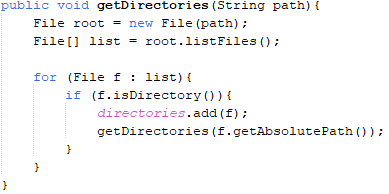 public void getDirectories(String path){
    File root = new File(path);
    File[] list = root.listFiles();

    for (File f : list){
        if (f.isDirectory()){
            directories.add(f);
            getDirectories(f.getAbsolutePath());
        }
    }
}